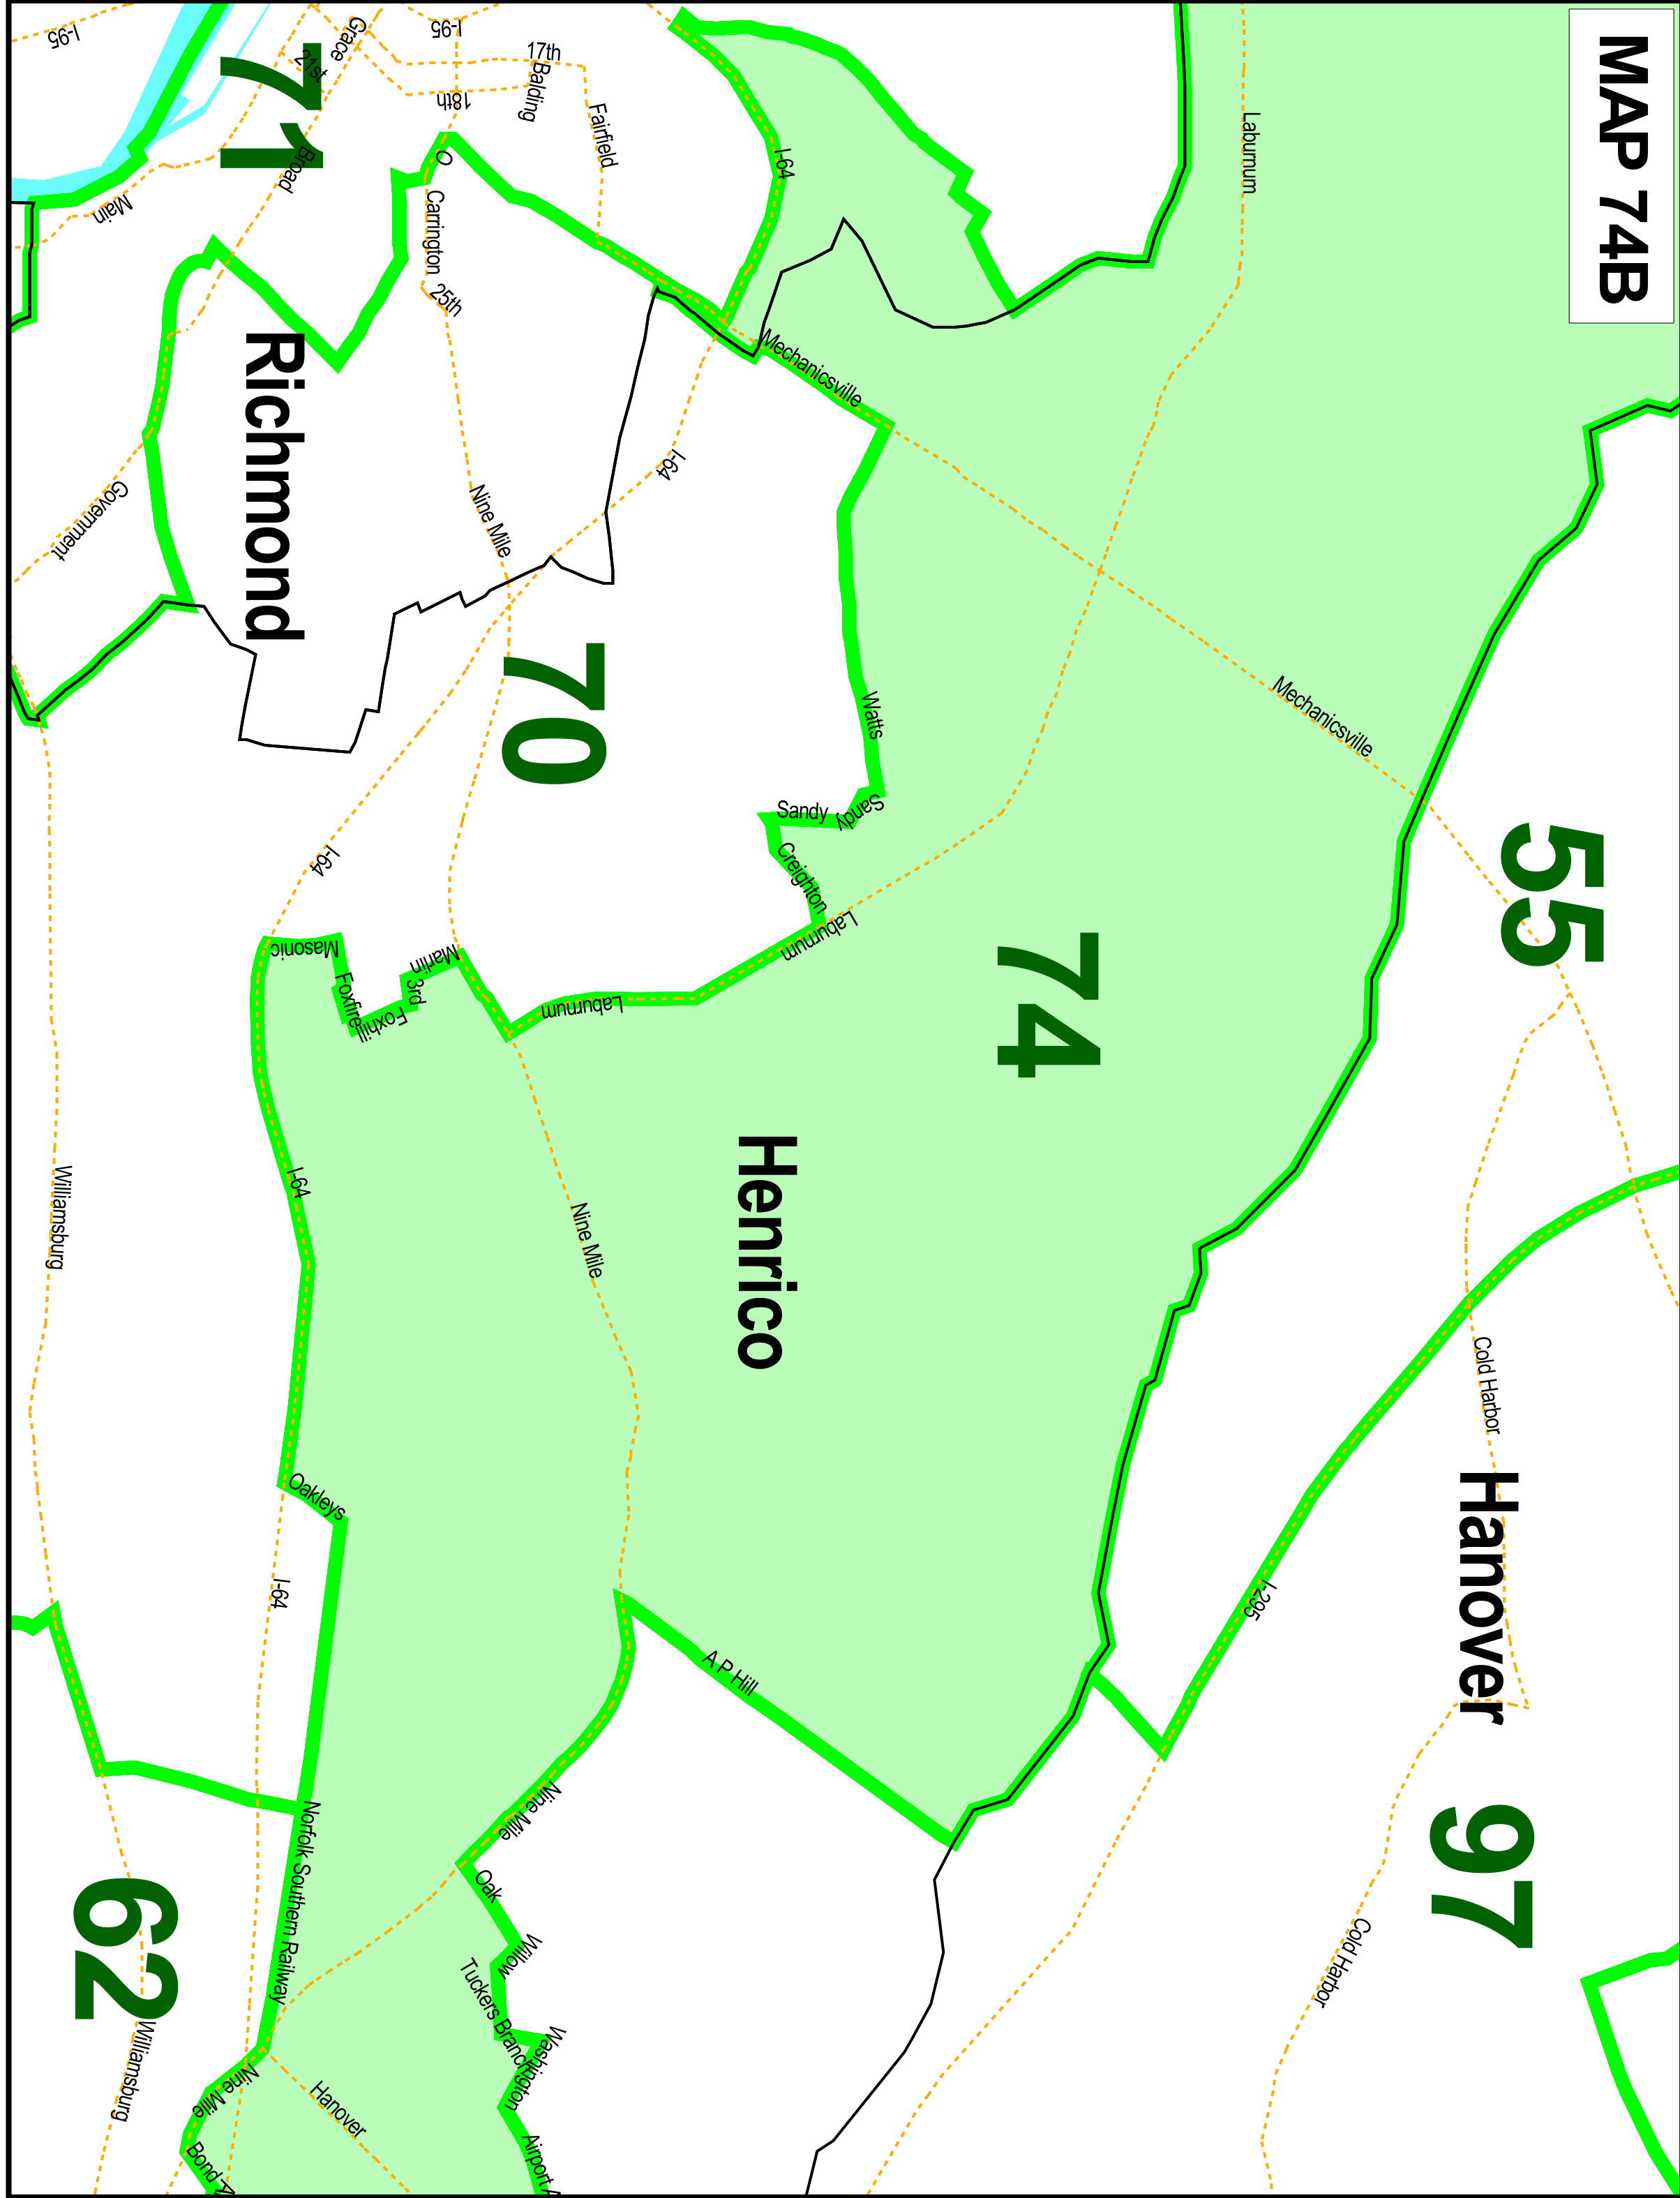 MAP 74B
I-95
I-95
Grace
21st
17th
Balding
18th
Fairfield
71
Broad
Main
O
Carrington
25th
I-64
Laburnum
Mechanicsville
Richmond
Government
Nine Mile
I-64
70
Watts
Sandy
Sandy
Creighton
Laburnum
Mechanicsville
55
74
I-64
Masonic
Foxfire
Foxhill
3rd
Marlin
Laburnum
Henrico
Williamsburg
I-64
Nine Mile
Cold Harbor
Hanover
Oakleys
I-64
A P Hill
I-295
97
Norfolk Southern Railway
Nine Mile
Oak
Willow
Tuckers Branch
Washington
Cold Harbor
62
Williamsburg
Nine Mile
Hanover
Bond A
Airport A